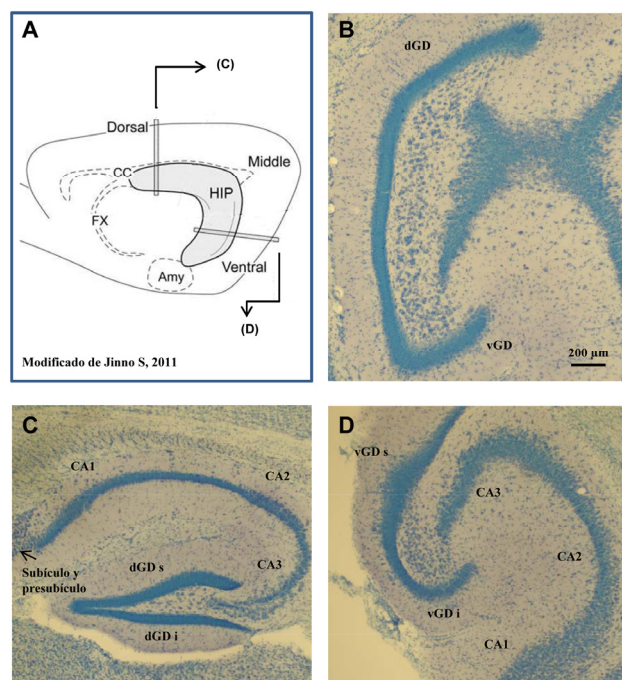 A
(C)
Dorsal
CC
Middle
HIP
FX
Ventral
Amy
(D)
Modificado de Jinno S, 2011
B
dGD
vGD
200 µm
C
CA1
CA2
CA3
dGD s
Subículo y
presubículo
dGD i
D
vGD s
CA3
CA2
vGD i
CA1